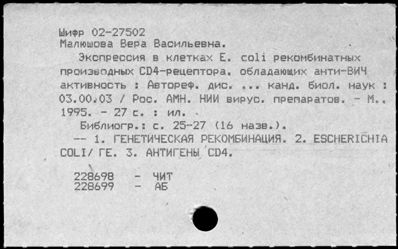 Шифр 02-27502
Малюшова Вера Васильевна.
Экспрессия в клетках E. coli рекомбинатных
производных CD4-рецептора, обладающих анти-ВИЧ
активность : Автореф. дис. ... канд. биол. наук :
03.00.03 / Рос. АМН. НИИ вирус. препаратов. - М.,
1995. - 27 с. : ил.
Библиогр.: с. 25-27 (16 назв.).
-- 1. ГЕНЕТИЧЕСКАЯ РЕКОМБИНАЦИЯ. 2. ESCHERICHIA
COLI/ ГЕ. 3. АНТИГЕНЫ CD4.
228698 - ЧИТ
228699 - АБ